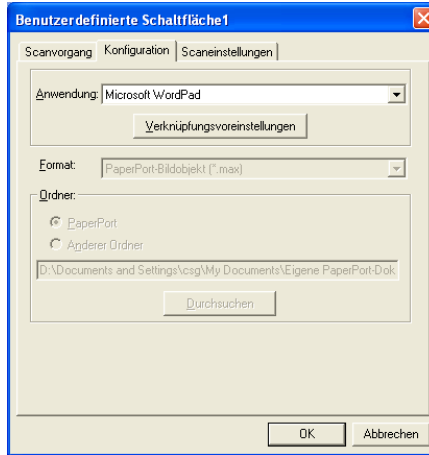 Benutzerdefinierte Schaltfläche1
Scanvorgang Konfiguration Scaneinstellungen
Anwendung: Microsoft WordPad
Verknüpfungsvoreinstellungen
Format: PaperPort-Bildobjekt (*.max)
Ordner:
PaperPort
Anderer Ordner
D:\Documents and Settings\csg\My Documents\Eigene PaperPort-Dok
Durchsuchen
OK Abbrechen